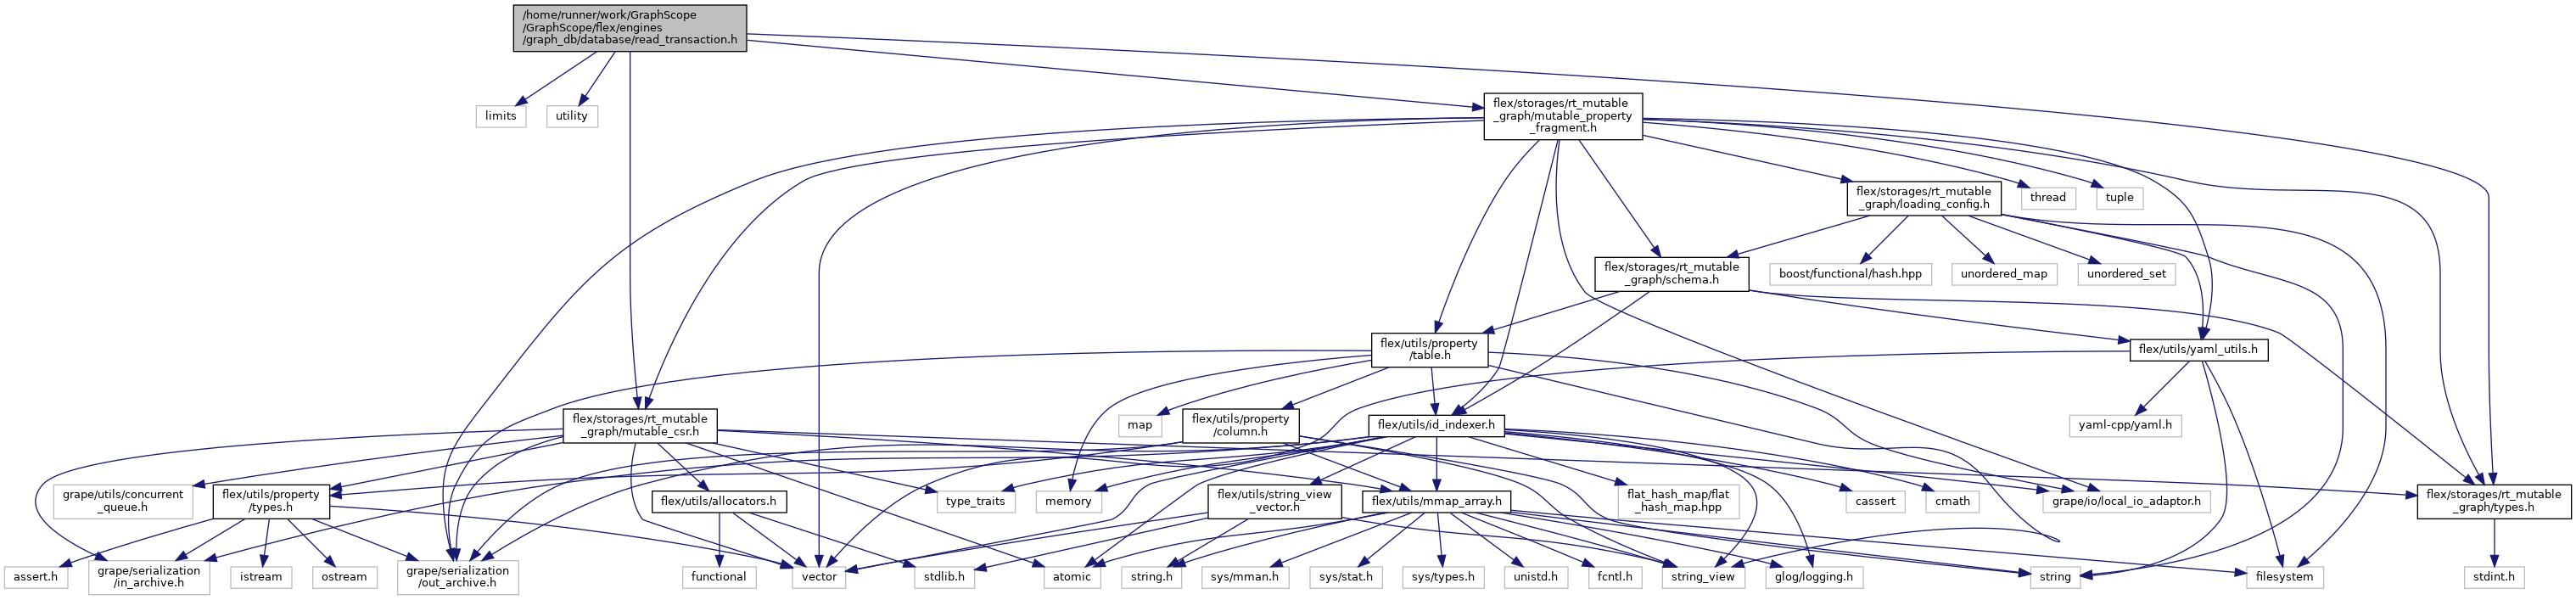 /home/runner/work/GraphScope
/GraphScope/flex/engines
/graph_db/database/read_transaction.h
limits
utility
flex/storages/rt_mutable
_graph/mutable_property
_fragment.h
flex/storages/rt_mutable
_graph/loading_config.h
thread
tuple
flex/storages/rt_mutable
_graph/schema.h
boost/functional/hash.hpp
unordered_map
unordered_set
flex/utils/property
/table.h
flex/utils/yaml_utils.h
flex/storages/rt_mutable
_graph/mutable_csr.h
map
flex/utils/property
/column.h
flex/utils/id_indexer.h
yaml-cpp/yaml.h
grape/utils/concurrent
_queue.h
flex/utils/property
/types.h
flex/utils/allocators.h
type_traits
memory
flex/utils/string_view
_vector.h
flex/utils/mmap_array.h
flat_hash_map/flat
_hash_map.hpp
cassert
cmath
grape/io/local_io_adaptor.h
flex/storages/rt_mutable
_graph/types.h
assert.h
grape/serialization
/in_archive.h
istream
ostream
grape/serialization
/out_archive.h
functional
vector
stdlib.h
atomic
string.h
sys/mman.h
sys/stat.h
sys/types.h
unistd.h
fcntl.h
string_view
glog/logging.h
string
filesystem
stdint.h